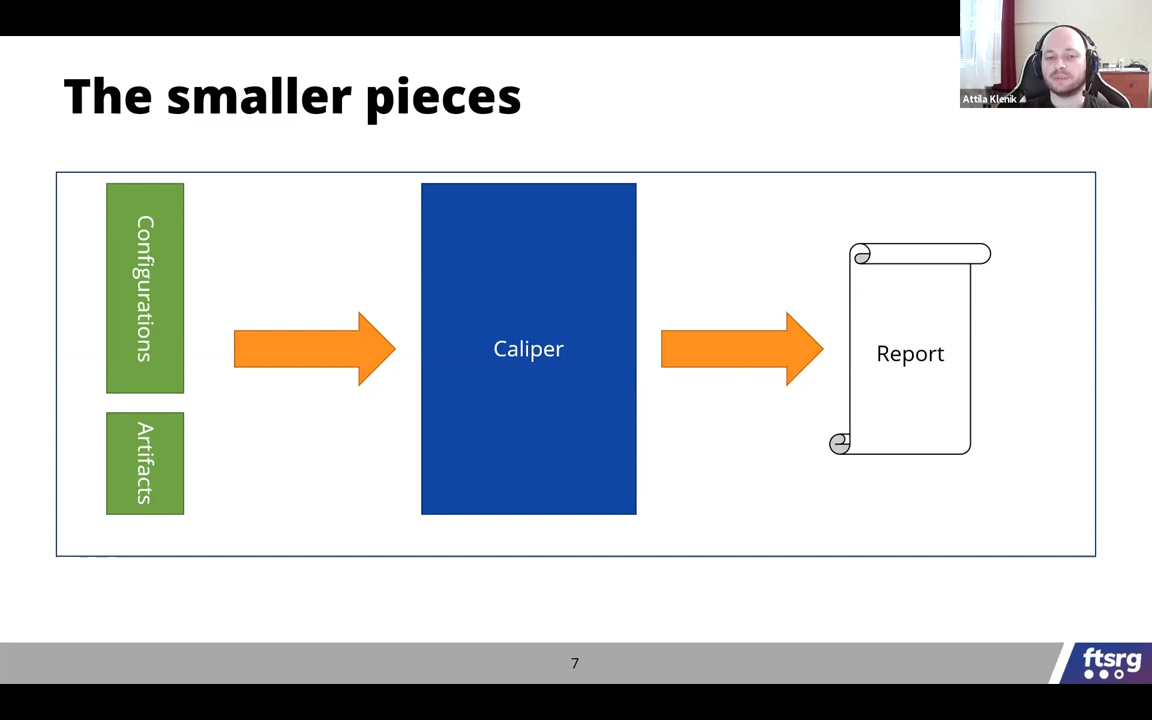 The smaller pieces
Attila Klenik
Configurations
Artifacts
Caliper
Report
7
ftsrg